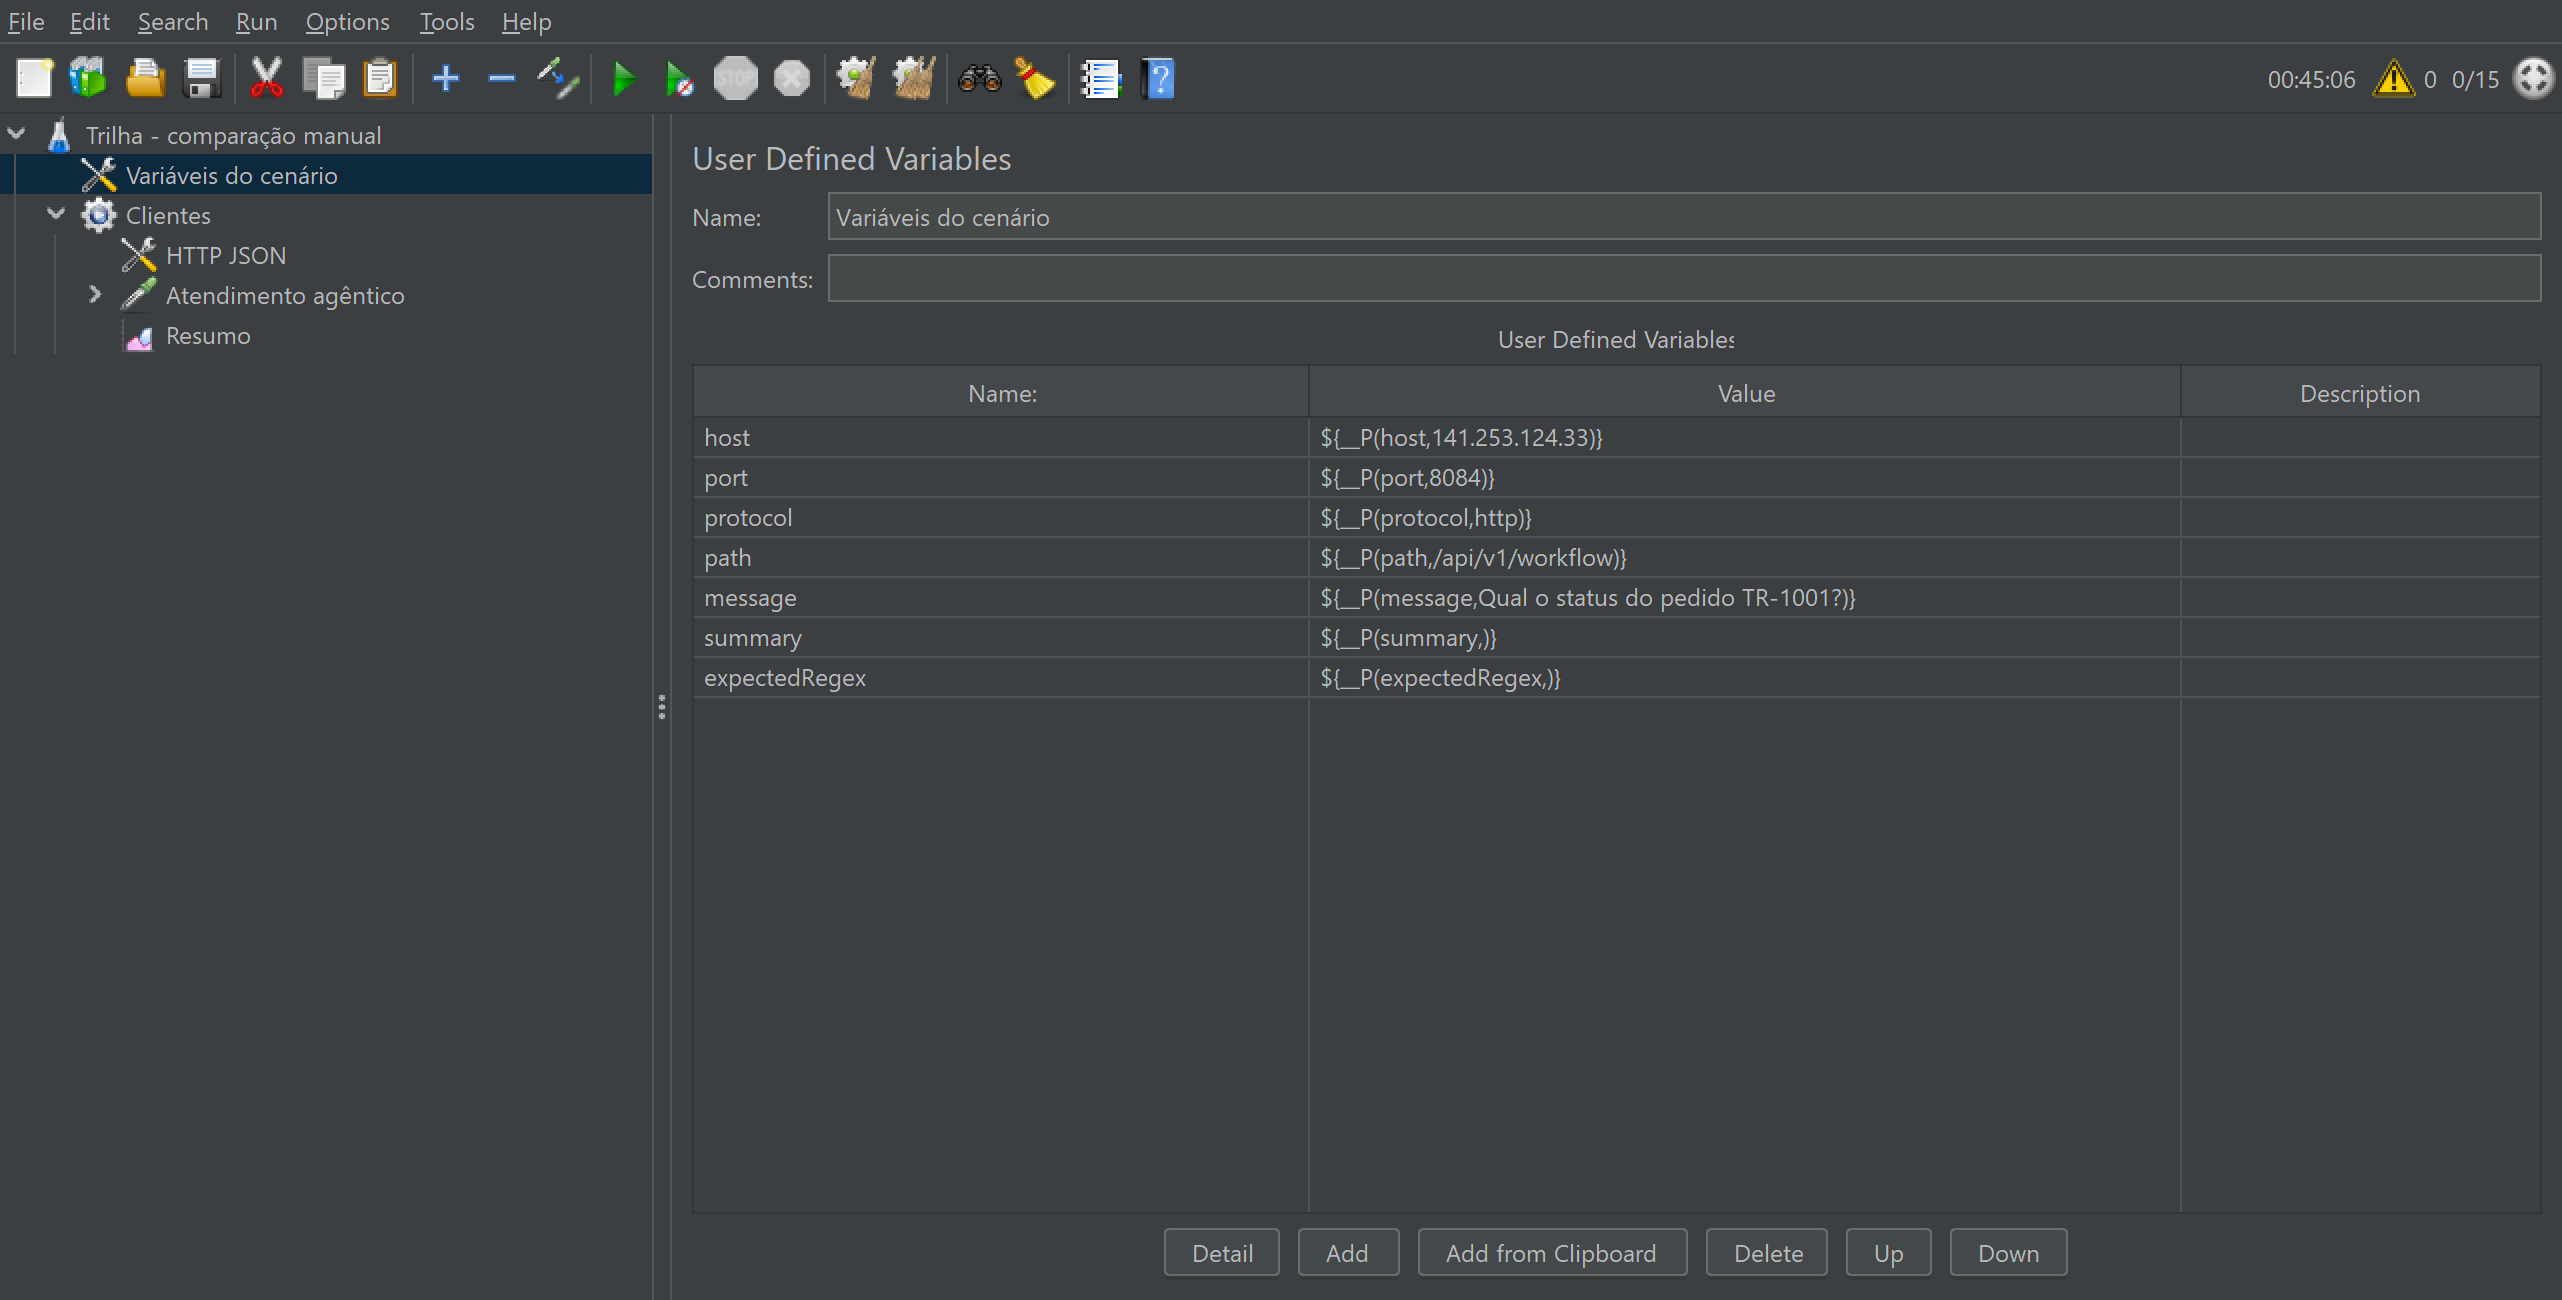 File Edit Search Run Options Tools Help
STOP
00:45:06 0 0/15
Trilha - comparação manual
Variáveis do cenário
Clientes
HTTP JSON
Atendimento agêntico
Resumo
User Defined Variables
Name: Variáveis do cenário
Comments:
User Defined Variables
Name: Value Description
host ${__P(host,141.253.124.33)}
port ${__P(port,8084)}
protocol ${__P(protocol,http)}
path ${__P(path,/api/v1/workflow)}
message ${__P(message,Qual o status do pedido TR-1001?)}
summary ${__P(summary,)}
expectedRegex ${__P(expectedRegex,)}
Detail Add Add from Clipboard Delete Up Down